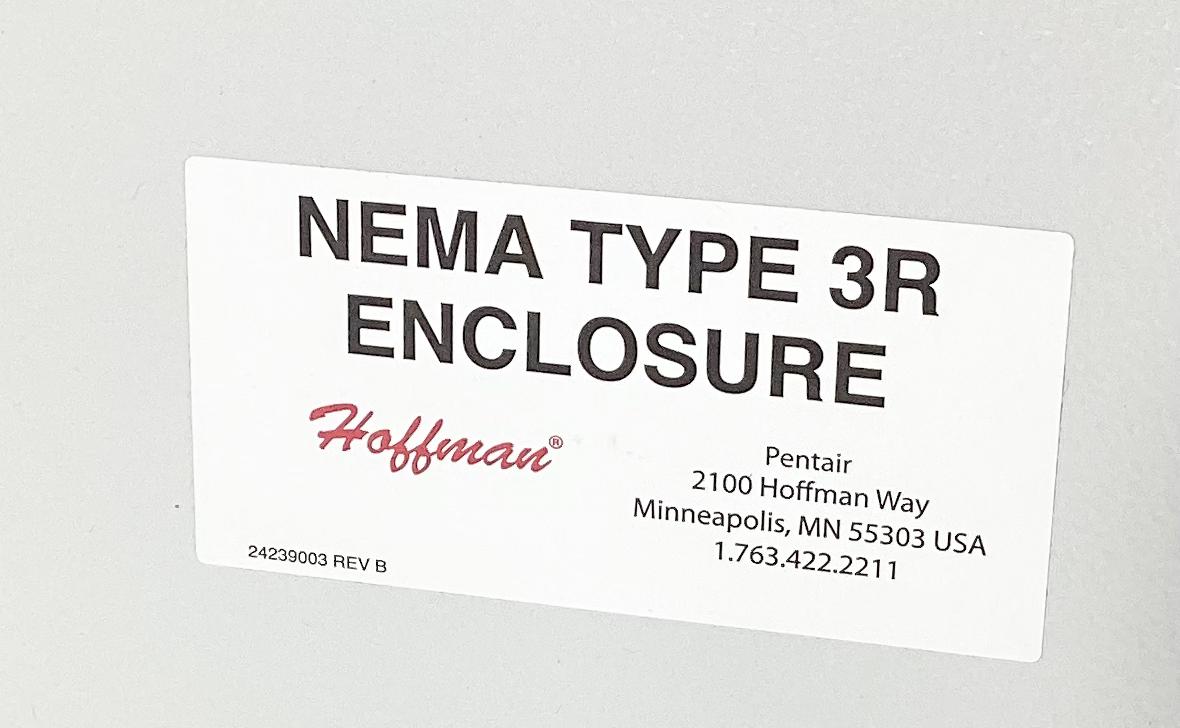 NEMA TYPE 3R
ENCLOSURE
Hoffman®
Pentair
2100 Hoffman Way
Minneapolis, MN 55303 USA
1.763.422.2211
24239003 REV B